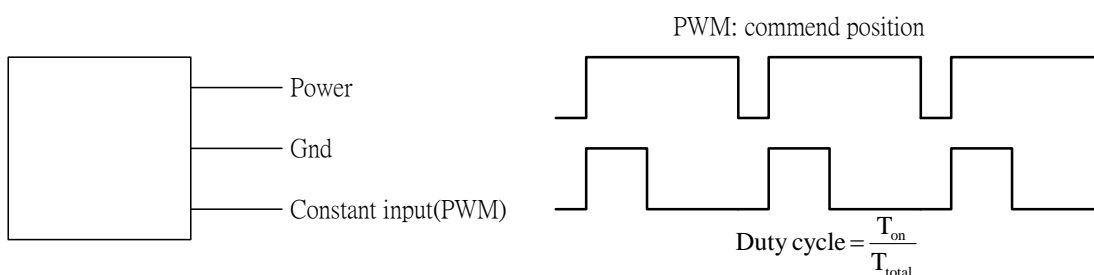 PWM: commend position
Power
Gnd
Constant input(PWM)
Duty cycle = T_on / T_total